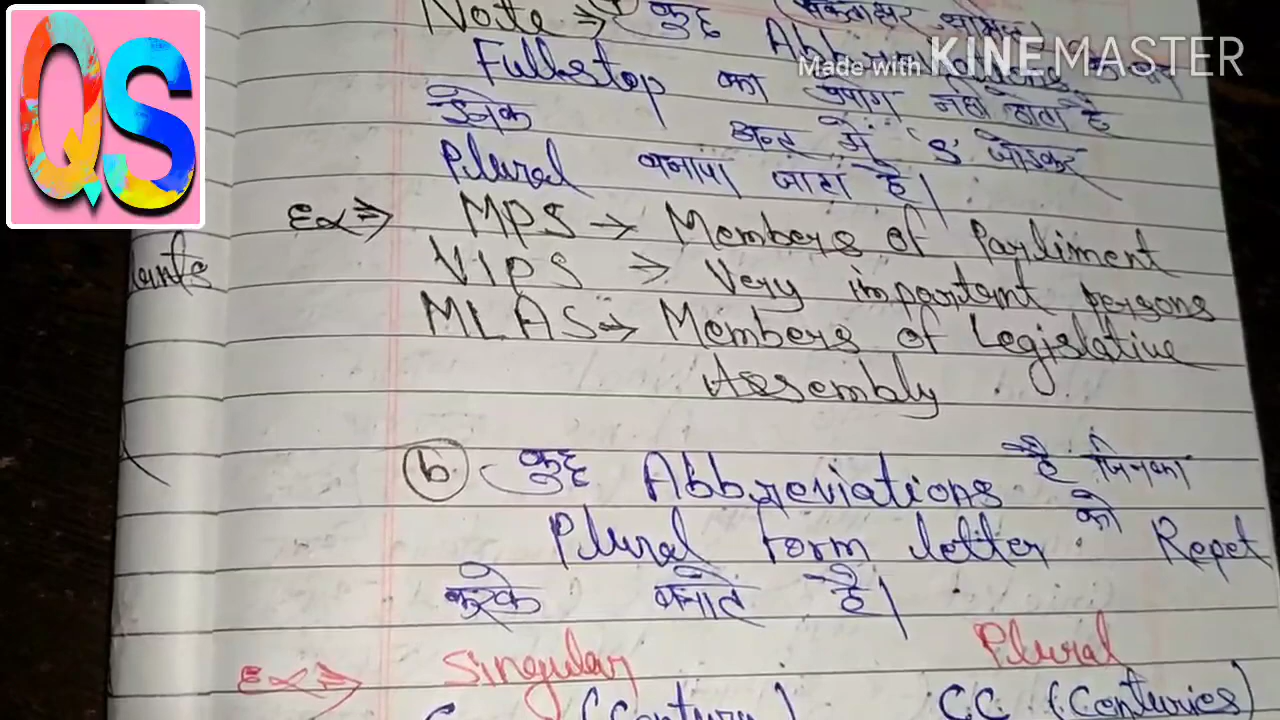 QS
Note ⇒ कुछ Abb
Made with KINEMASTER
Fullstop का उपयोग नहीं होता है
अन्त में 'S' जोड़कर
Plural बनाया जाता है।
Ex⇒ MPS → Members of Parliment
VIPS → Very important persons
MLAS → Members of Legislative
Assembly.
(b) कुछ Abbreviations है जिनका
Plural form letter को Repet
करके बनाते है।
Ex⇒ Singular Plural
C (Century) CC (Centuries)